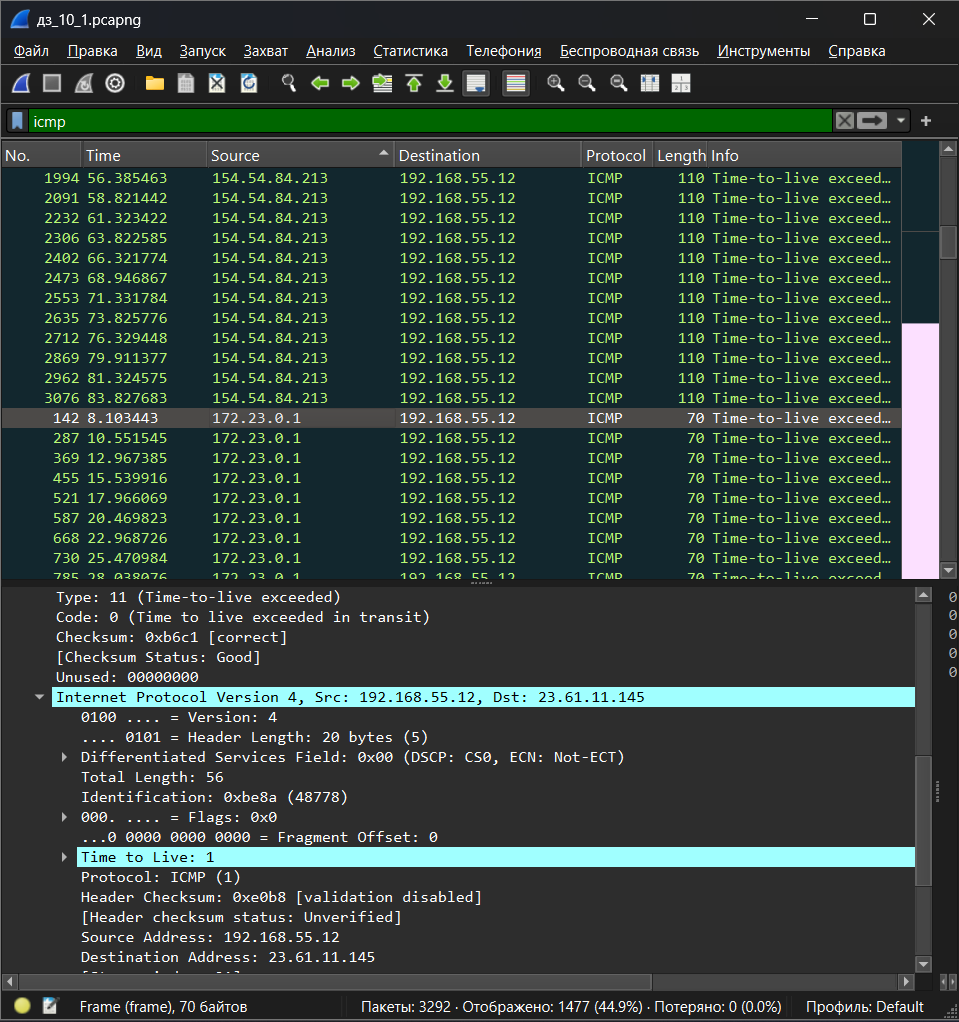 дз_10_1.pcapng
Файл Правка Вид Запуск Захват Анализ Статистика Телефония Беспроводная связь Инструменты Справка
icmp
No. Time Source Destination Protocol Length Info
1994 56.385463 154.54.84.213 192.168.55.12 ICMP 110 Time-to-live exceed…
2091 58.821442 154.54.84.213 192.168.55.12 ICMP 110 Time-to-live exceed…
2232 61.323422 154.54.84.213 192.168.55.12 ICMP 110 Time-to-live exceed…
2306 63.822585 154.54.84.213 192.168.55.12 ICMP 110 Time-to-live exceed…
2402 66.321774 154.54.84.213 192.168.55.12 ICMP 110 Time-to-live exceed…
2473 68.946867 154.54.84.213 192.168.55.12 ICMP 110 Time-to-live exceed…
2553 71.331784 154.54.84.213 192.168.55.12 ICMP 110 Time-to-live exceed…
2635 73.825776 154.54.84.213 192.168.55.12 ICMP 110 Time-to-live exceed…
2712 76.329448 154.54.84.213 192.168.55.12 ICMP 110 Time-to-live exceed…
2869 79.911377 154.54.84.213 192.168.55.12 ICMP 110 Time-to-live exceed…
2962 81.324575 154.54.84.213 192.168.55.12 ICMP 110 Time-to-live exceed…
3076 83.827683 154.54.84.213 192.168.55.12 ICMP 110 Time-to-live exceed…
142 8.103443 172.23.0.1 192.168.55.12 ICMP 70 Time-to-live exceed…
287 10.551545 172.23.0.1 192.168.55.12 ICMP 70 Time-to-live exceed…
369 12.967385 172.23.0.1 192.168.55.12 ICMP 70 Time-to-live exceed…
455 15.539916 172.23.0.1 192.168.55.12 ICMP 70 Time-to-live exceed…
521 17.966069 172.23.0.1 192.168.55.12 ICMP 70 Time-to-live exceed…
587 20.469823 172.23.0.1 192.168.55.12 ICMP 70 Time-to-live exceed…
668 22.968726 172.23.0.1 192.168.55.12 ICMP 70 Time-to-live exceed…
730 25.470984 172.23.0.1 192.168.55.12 ICMP 70 Time-to-live exceed…
785 28.038076 172.23.0.1 192.168.55.12 ICMP 70 Time-to-live exceed…
Type: 11 (Time-to-live exceeded)
Code: 0 (Time to live exceeded in transit)
Checksum: 0xb6c1 [correct]
[Checksum Status: Good]
Unused: 00000000
Internet Protocol Version 4, Src: 192.168.55.12, Dst: 23.61.11.145
0100 .... = Version: 4
.... 0101 = Header Length: 20 bytes (5)
Differentiated Services Field: 0x00 (DSCP: CS0, ECN: Not-ECT)
Total Length: 56
Identification: 0xbe8a (48778)
000. .... = Flags: 0x0
...0 0000 0000 0000 = Fragment Offset: 0
Time to Live: 1
Protocol: ICMP (1)
Header Checksum: 0xe0b8 [validation disabled]
[Header checksum status: Unverified]
Source Address: 192.168.55.12
Destination Address: 23.61.11.145
0
0
0
0
0
Frame (frame), 70 байтов Пакеты: 3292 · Отображено: 1477 (44.9%) · Потеряно: 0 (0.0%) Профиль: Default